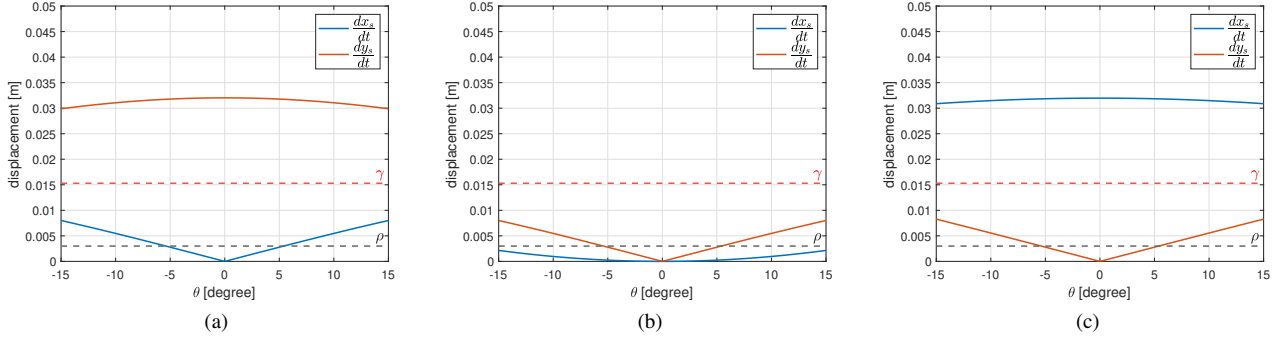 0.05
0.045
0.04
0.035
0.03
0.025
0.02
0.015
0.01
0.005
0
displacement [m]
dx_s/dt
dy_s/dt
γ
ρ
-15 -10 -5 0 5 10 15
θ [degree]
(a)
0.05
0.045
0.04
0.035
0.03
0.025
0.02
0.015
0.01
0.005
0
displacement [m]
dx_s/dt
dy_s/dt
γ
ρ
-15 -10 -5 0 5 10 15
θ [degree]
(b)
0.05
0.045
0.04
0.035
0.03
0.025
0.02
0.015
0.01
0.005
0
displacement [m]
dx_s/dt
dy_s/dt
γ
ρ
-15 -10 -5 0 5 10 15
θ [degree]
(c)